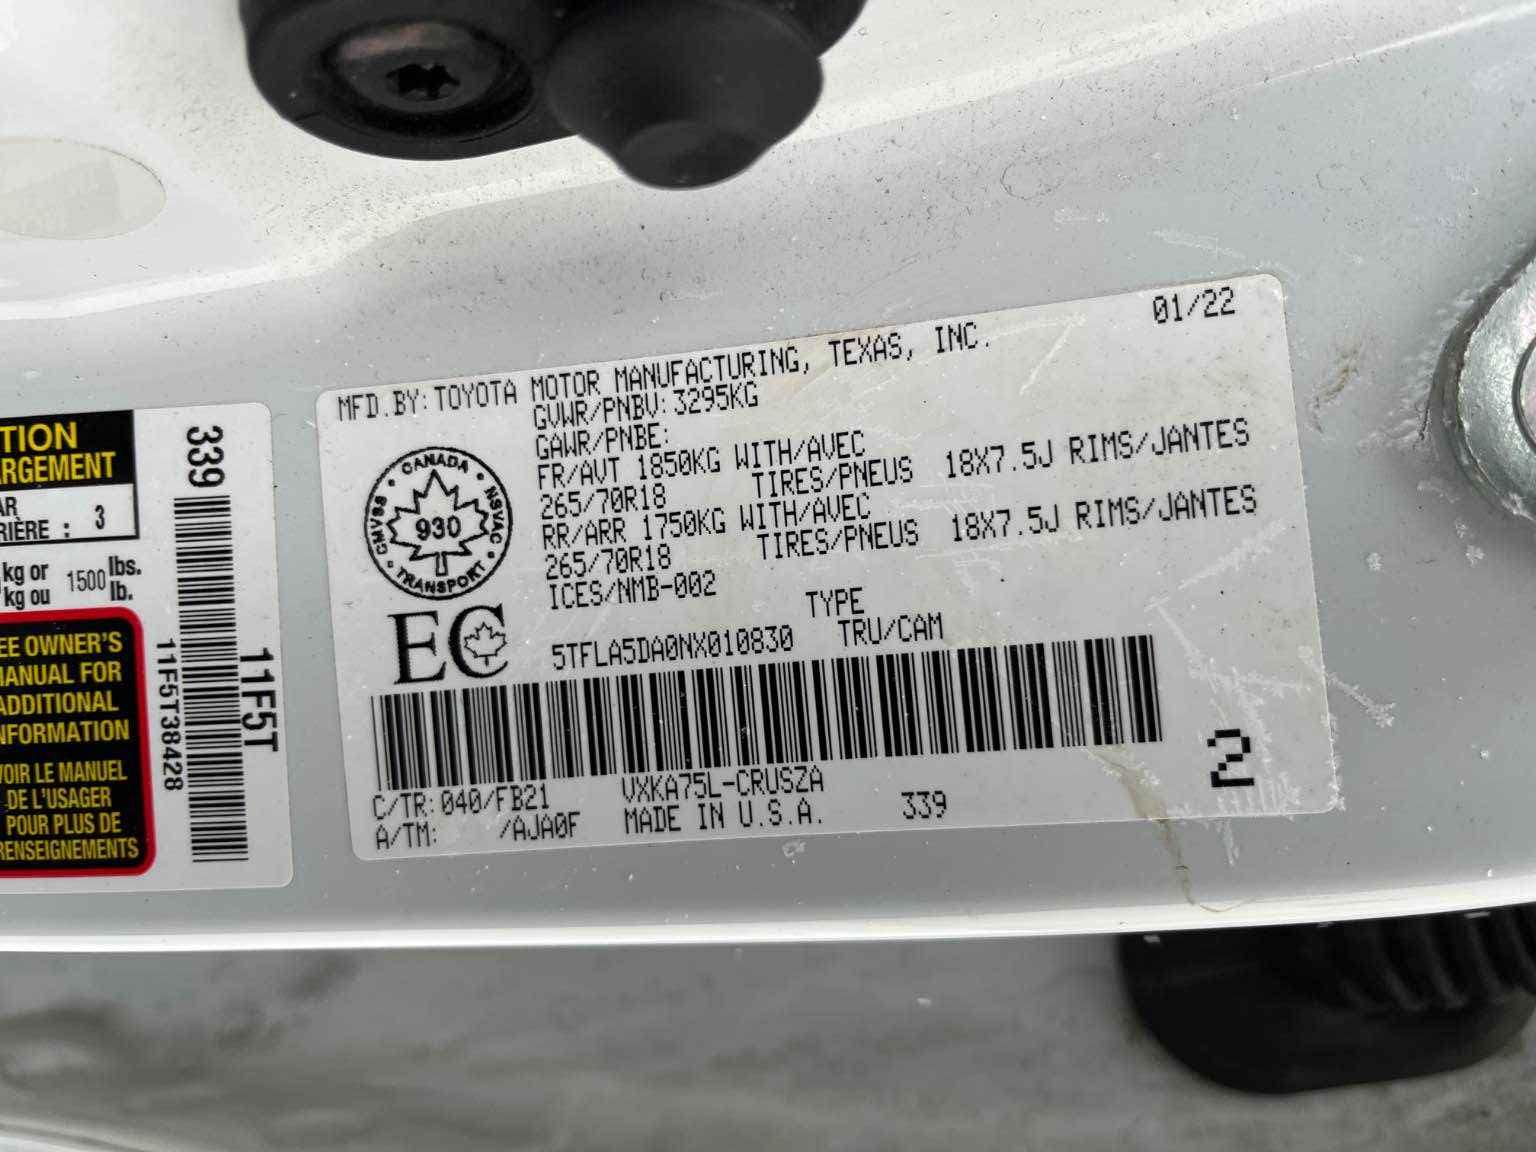 TION
ARGEMENT
AR
RIÈRE : 3
kg or 1500 lbs.
kg ou lb.
EE OWNER'S
MANUAL FOR
ADDITIONAL
NFORMATION
VOIR LE MANUEL
DE L'USAGER
POUR PLUS DE
RENSEIGNEMENTS
339
11F5T38428
11F5T
01/22
MFD.BY:TOYOTA MOTOR MANUFACTURING, TEXAS, INC.
GVWR/PNBV:3295KG
GAWR/PNBE:
FR/AVT 1850KG WITH/AVEC
265/70R18 TIRES/PNEUS 18X7.5J RIMS/JANTES
RR/ARR 1750KG WITH/AVEC
265/70R18 TIRES/PNEUS 18X7.5J RIMS/JANTES
ICES/NMB-002
CANADA
CMVSS NSVAC
930
TRANSPORT
EC
TYPE
5TFLA5DA0NX010830 TRU/CAM
C/TR:040/FB21 VXKA75L-CRUSZA
A/TM: /AJA0F MADE IN U.S.A. 339
2